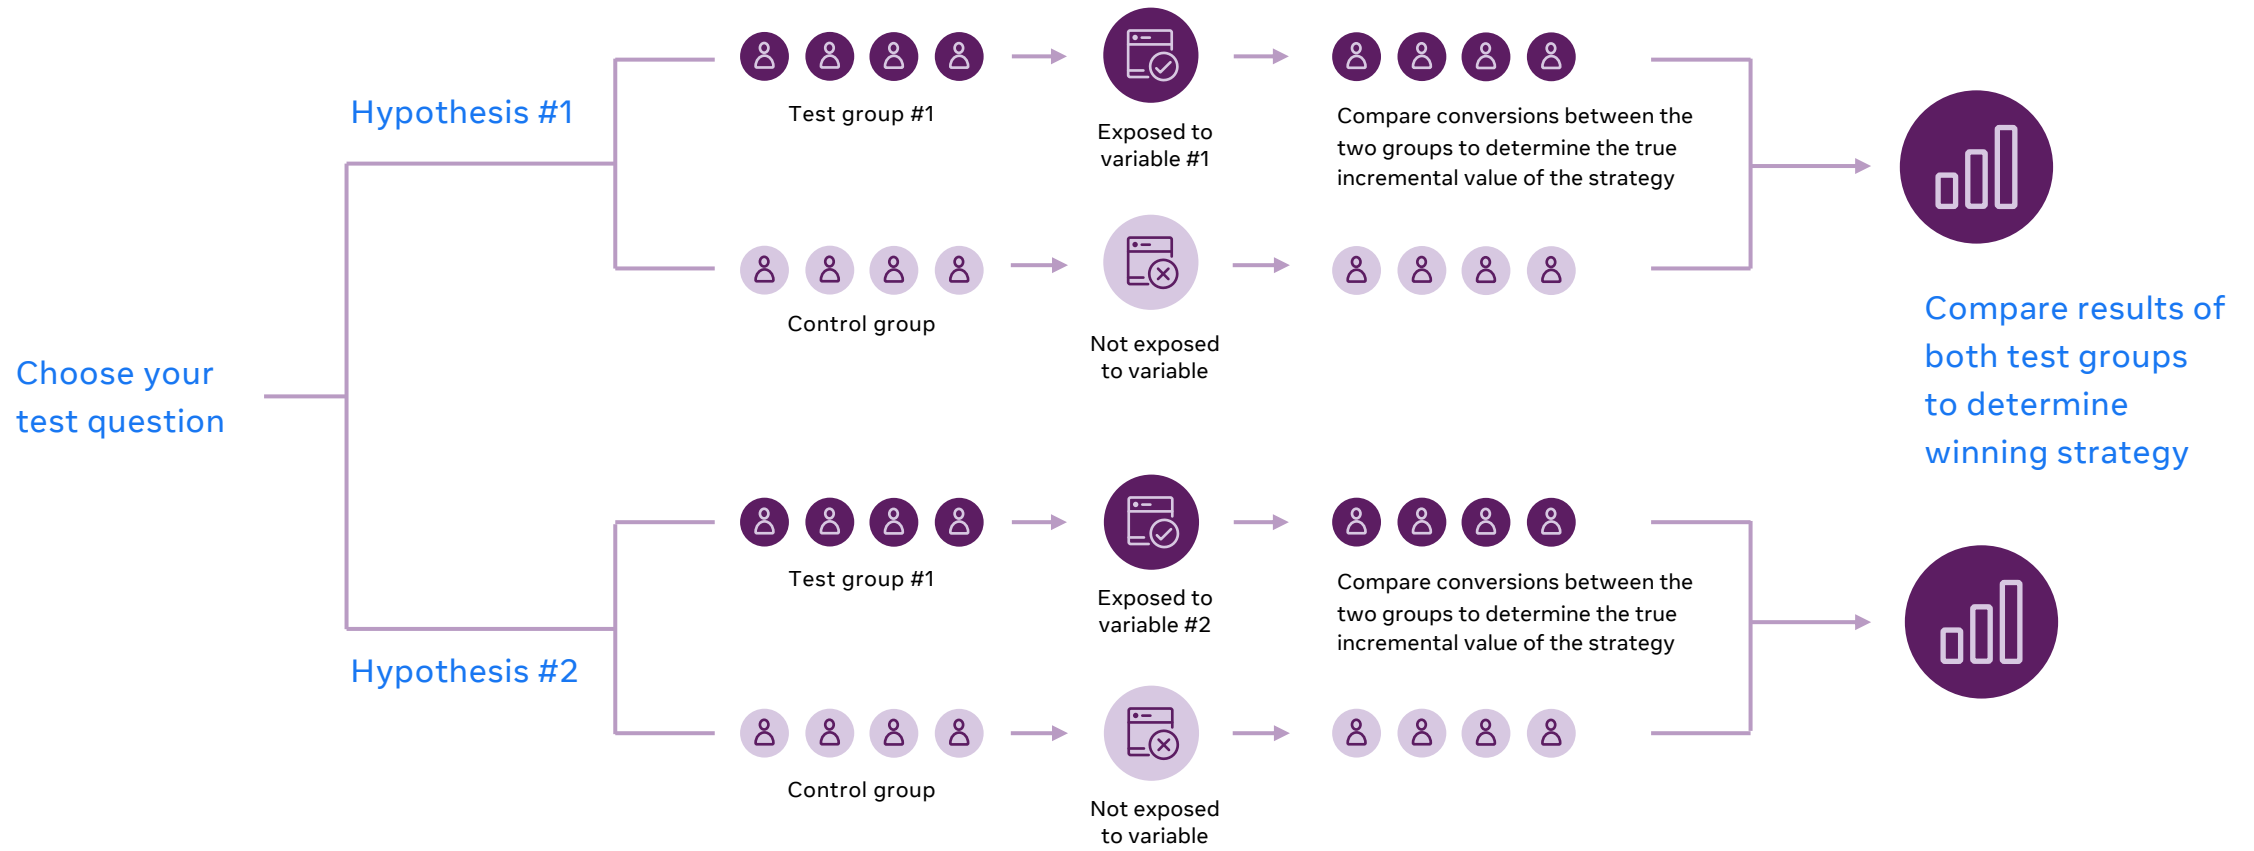 Choose your
test question
Hypothesis #1
Test group #1
Exposed to
variable #1
Compare conversions between the
two groups to determine the true
incremental value of the strategy
Control group
Not exposed
to variable
Hypothesis #2
Test group #1
Exposed to
variable #2
Compare conversions between the
two groups to determine the true
incremental value of the strategy
Control group
Not exposed
to variable
Compare results of
both test groups
to determine
winning strategy